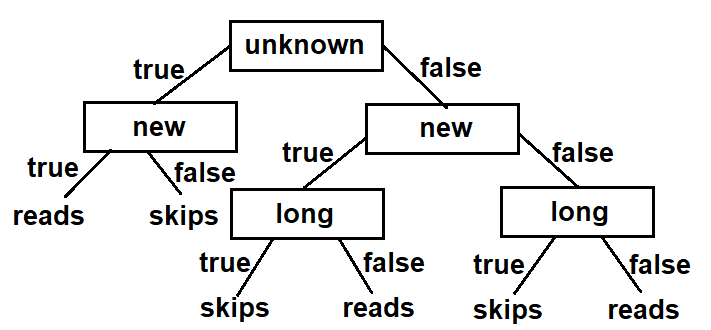 unknown
true
false
new
new
true
false
true
false
reads
skips
long
long
true
false
true
false
skips
reads
skips
reads